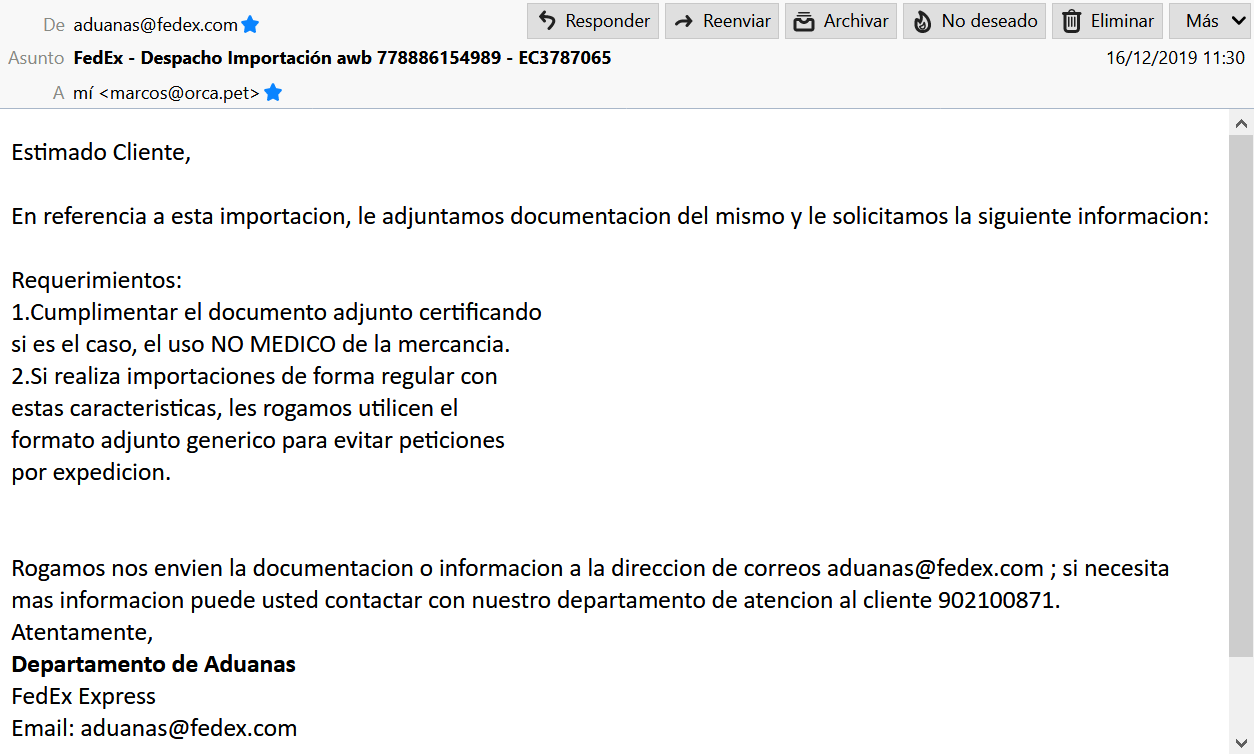 De aduanas@fedex.com
Responder Reenviar Archivar No deseado Eliminar Más
Asunto FedEx - Despacho Importación awb 778886154989 - EC3787065
16/12/2019 11:30
A mí <marcos@orca.pet>
Estimado Cliente,
En referencia a esta importacion, le adjuntamos documentacion del mismo y le solicitamos la siguiente informacion:
Requerimientos:
1.Cumplimentar el documento adjunto certificando
si es el caso, el uso NO MEDICO de la mercancia.
2.Si realiza importaciones de forma regular con
estas caracteristicas, les rogamos utilicen el
formato adjunto generico para evitar peticiones
por expedicion.
Rogamos nos envien la documentacion o informacion a la direccion de correos aduanas@fedex.com ; si necesita
mas informacion puede usted contactar con nuestro departamento de atencion al cliente 902100871.
Atentamente,
Departamento de Aduanas
FedEx Express
Email: aduanas@fedex.com